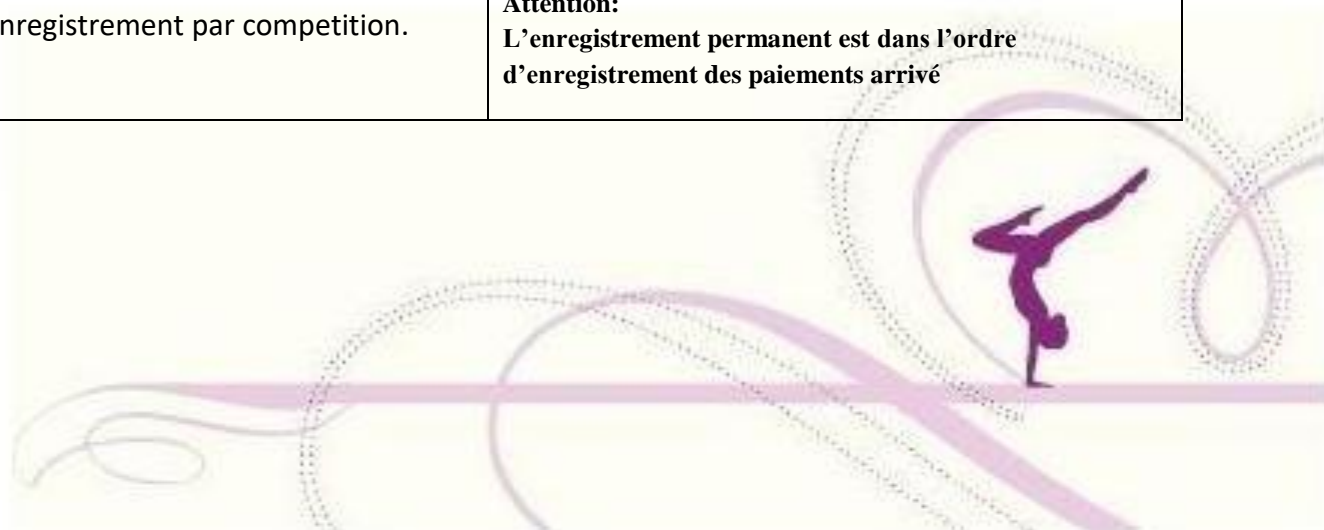 nregistrement par competition.
Attention:
L’enregistrement permanent est dans l’ordre
d’enregistrement des paiements arrivé